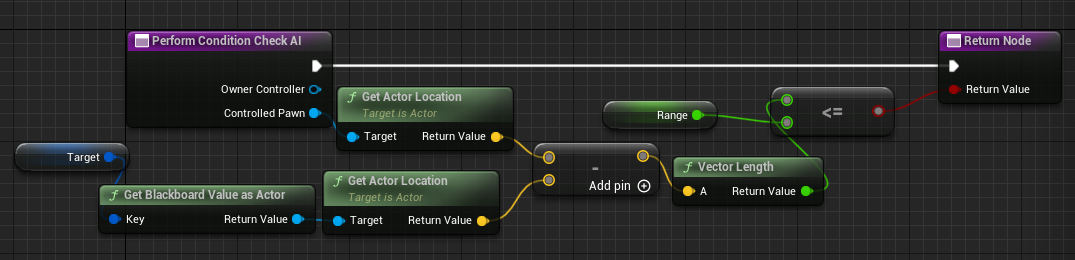 Perform Condition Check AI
Owner Controller
Controlled Pawn
f Get Actor Location
Target is Actor
Target Return Value
Target
f Get Blackboard Value as Actor
Key Return Value
f Get Actor Location
Target is Actor
Target Return Value
-
Add pin
Range
f Vector Length
A Return Value
<=
Return Node
Return Value